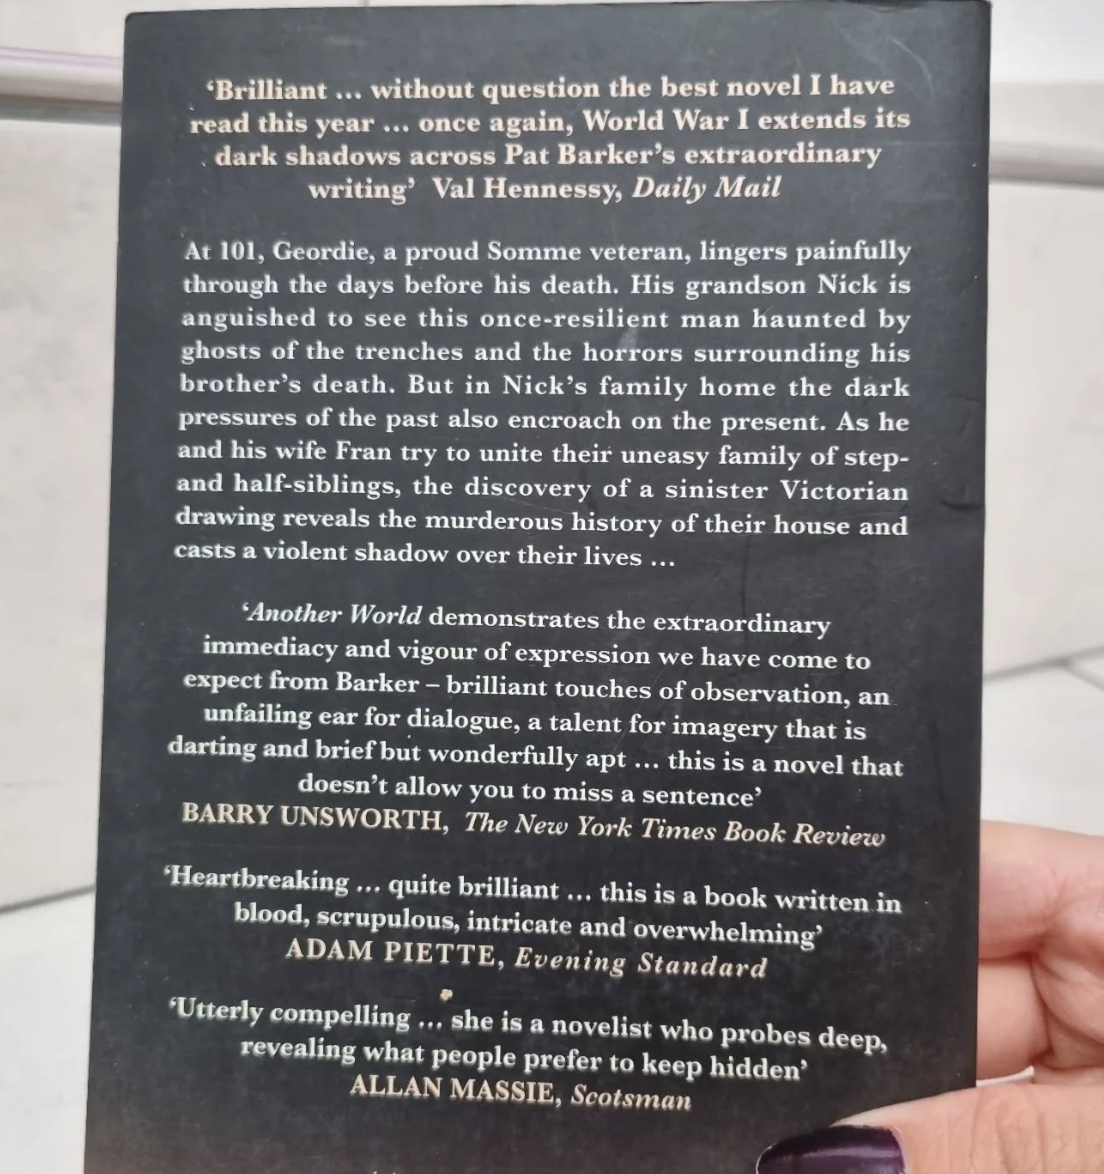 ‘Brilliant ... without question the best novel I have
read this year ... once again, World War I extends its
dark shadows across Pat Barker’s extraordinary
writing’ Val Hennessy, Daily Mail
At 101, Geordie, a proud Somme veteran, lingers painfully
through the days before his death. His grandson Nick is
anguished to see this once-resilient man haunted by
ghosts of the trenches and the horrors surrounding his
brother’s death. But in Nick’s family home the dark
pressures of the past also encroach on the present. As he
and his wife Fran try to unite their uneasy family of step-
and half-siblings, the discovery of a sinister Victorian
drawing reveals the murderous history of their house and
casts a violent shadow over their lives ...
‘Another World demonstrates the extraordinary
immediacy and vigour of expression we have come to
expect from Barker – brilliant touches of observation, an
unfailing ear for dialogue, a talent for imagery that is
darting and brief but wonderfully apt ... this is a novel that
doesn’t allow you to miss a sentence’
BARRY UNSWORTH, The New York Times Book Review
‘Heartbreaking ... quite brilliant ... this is a book written in
blood, scrupulous, intricate and overwhelming’
ADAM PIETTE, Evening Standard
‘Utterly compelling ... she is a novelist who probes deep,
revealing what people prefer to keep hidden’
ALLAN MASSIE, Scotsman